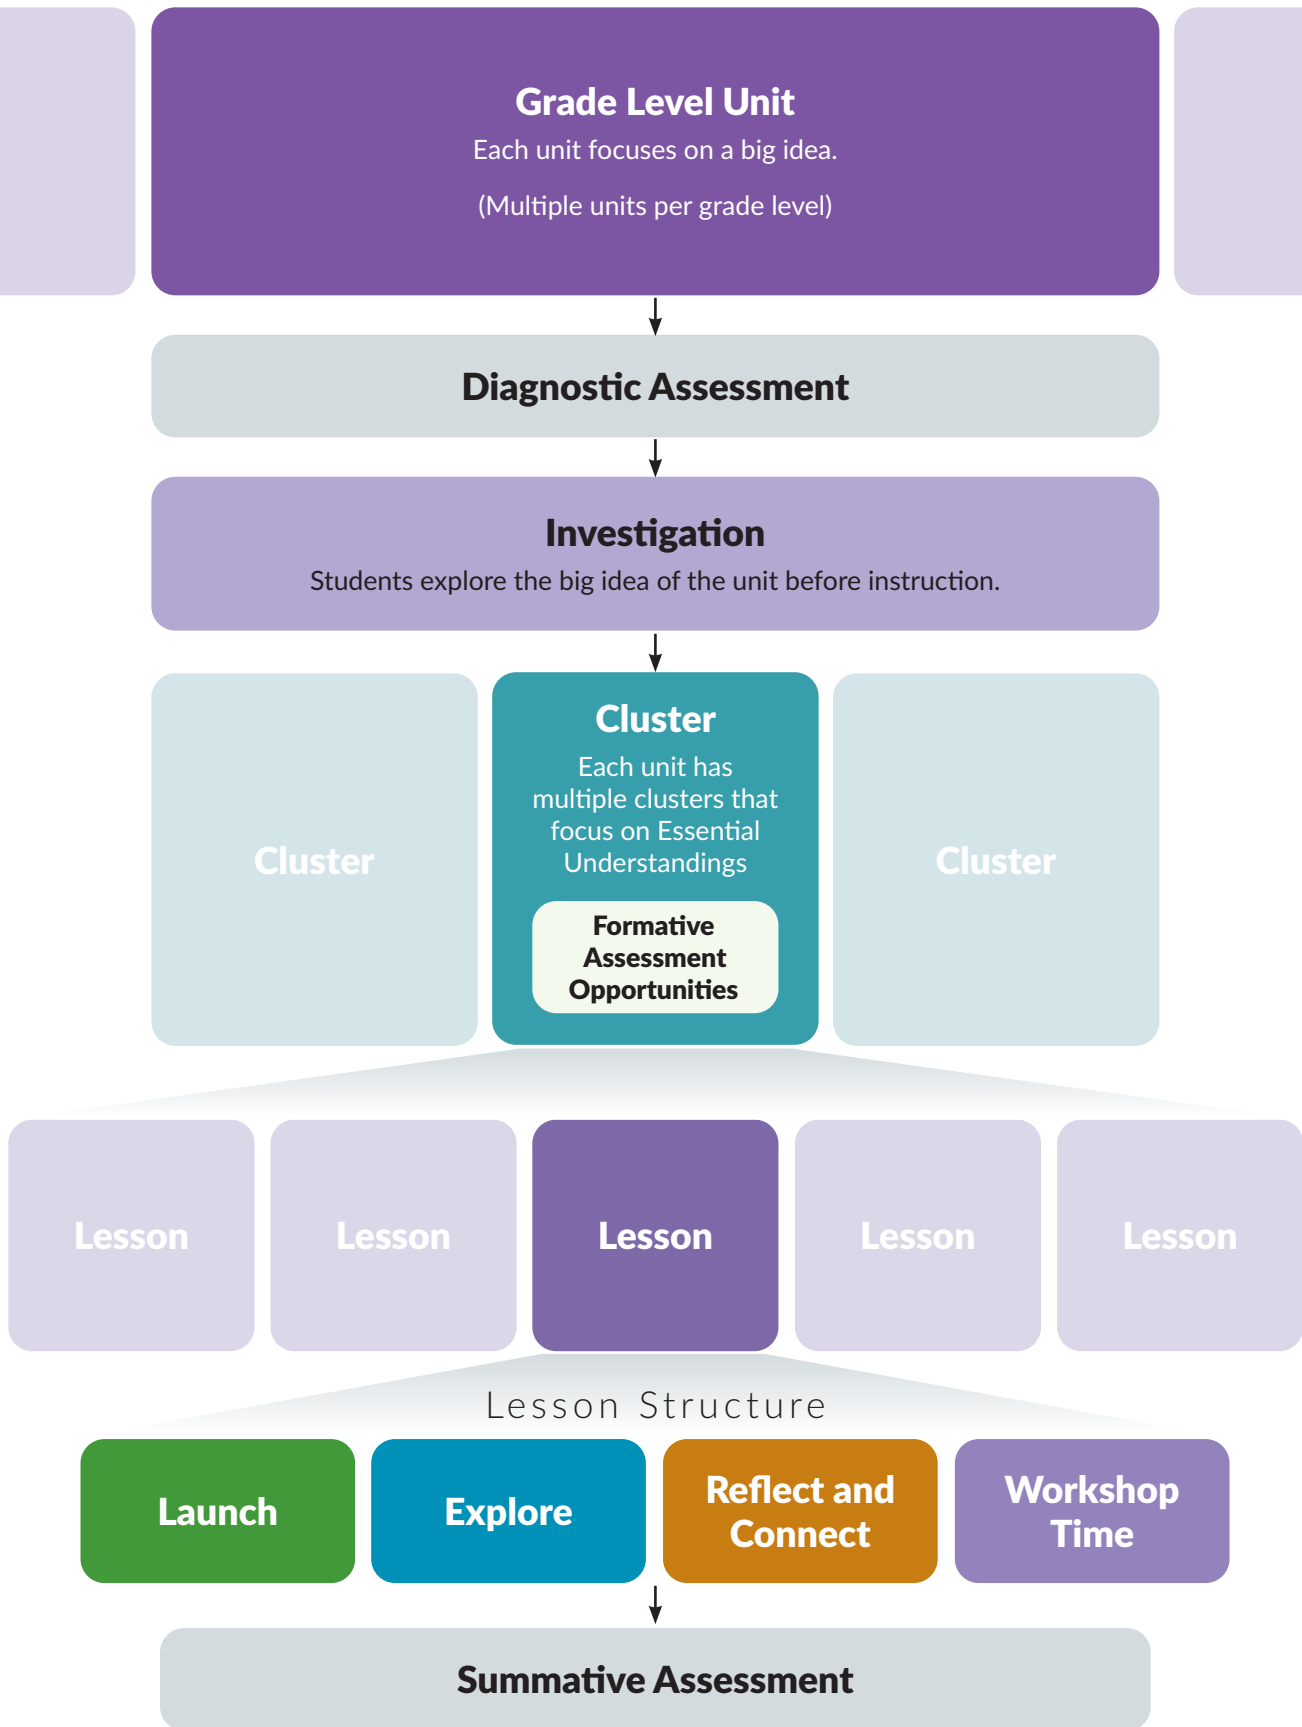 Grade Level Unit
Each unit focuses on a big idea.
(Multiple units per grade level)
Diagnostic Assessment
Investigation
Students explore the big idea of the unit before instruction.
Cluster
Cluster
Each unit has
multiple clusters that
focus on Essential
Understandings
Formative
Assessment
Opportunities
Cluster
Lesson
Lesson
Lesson
Lesson
Lesson
Lesson Structure
Launch
Explore
Reflect and
Connect
Workshop
Time
Summative Assessment